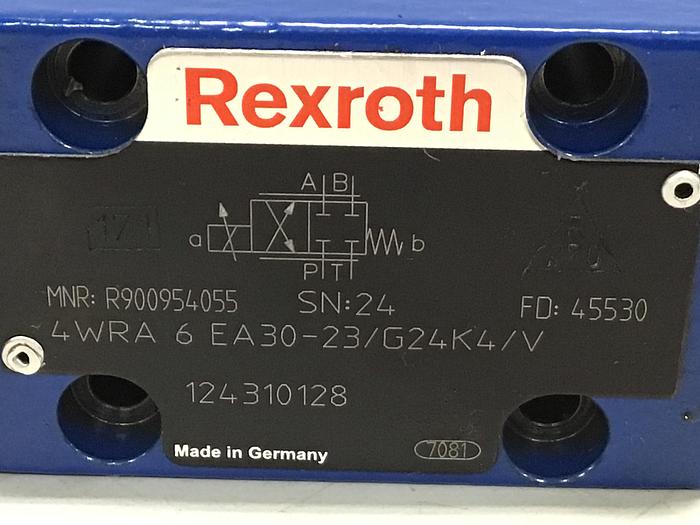 Rexroth
A B
a b
P T
MNR: R900954055 SN:24 FD: 45530
4WRA 6 EA30-23/G24K4/V
124310128
Made in Germany 7081